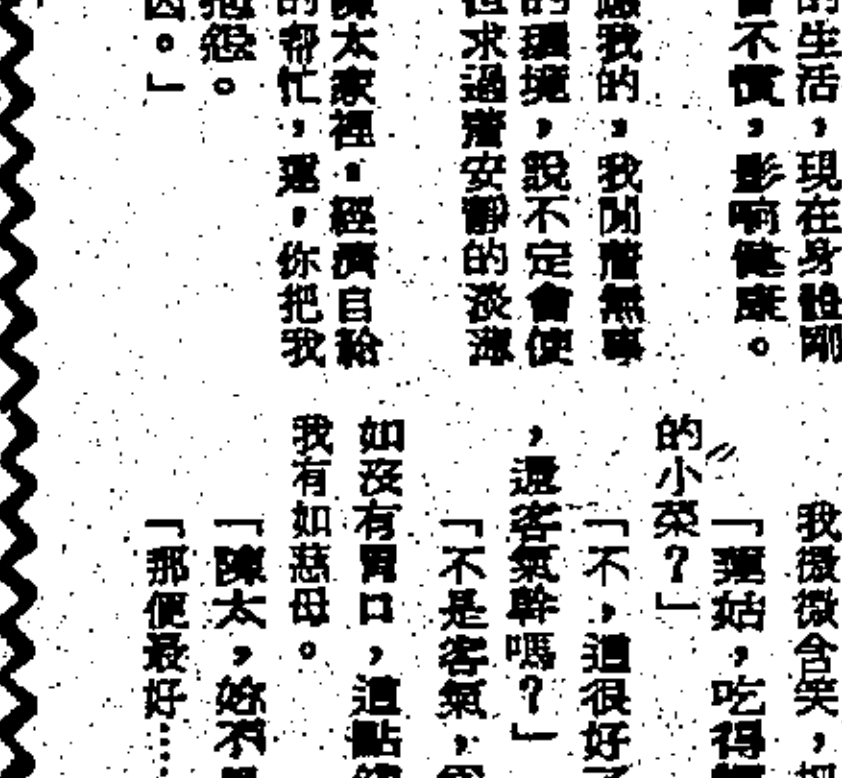 的生活，現在身體剛
會不慣，影响健康。
我的，我閒着無事
的環境，說不定會使
但求過着安靜的淡薄
陳太家裡。經濟自給
的帮忙，還，你把我
抱怨。
因。」
我微微含笑，把
「蓮姑，吃得
的小菜？」
「不，這很好了
，還客氣幹嗎？」
「不是客氣，
如沒有胃口，這點
我有如慈母。
「陳太，妳不
「那便最好…